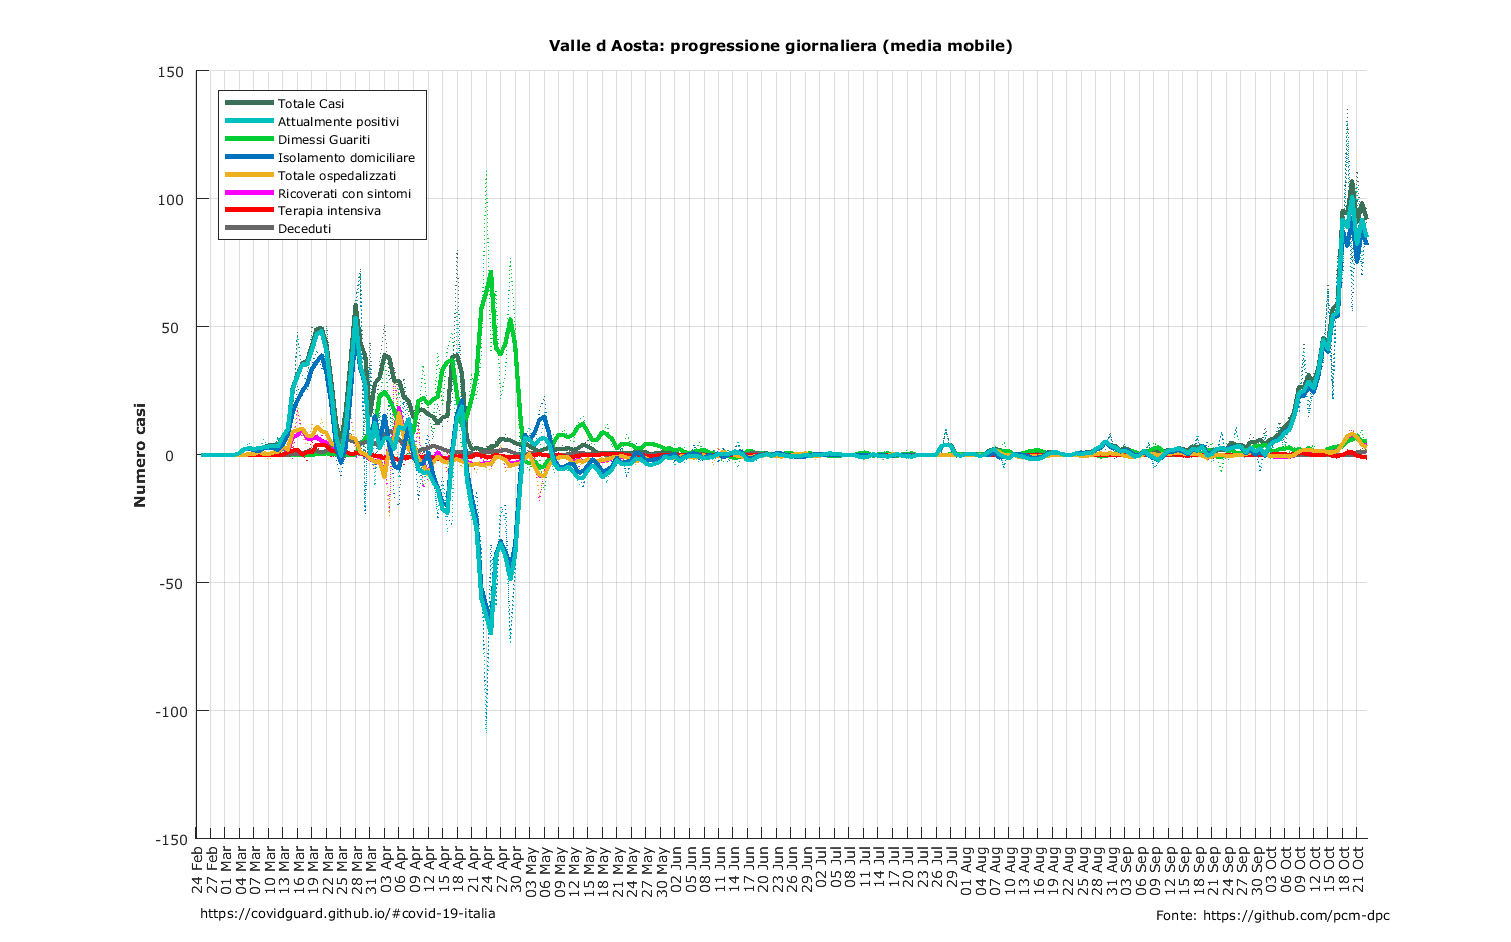 Valle d Aosta: progressione giornaliera (media mobile)
150
100
50
0
-50
-100
-150
Numero casi
Totale Casi
Attualmente positivi
Dimessi Guariti
Isolamento domiciliare
Totale ospedalizzati
Ricoverati con sintomi
Terapia intensiva
Deceduti
24 Feb
27 Feb
01 Mar
04 Mar
07 Mar
10 Mar
13 Mar
16 Mar
19 Mar
22 Mar
25 Mar
28 Mar
31 Mar
03 Apr
06 Apr
09 Apr
12 Apr
15 Apr
18 Apr
21 Apr
24 Apr
27 Apr
30 Apr
03 May
06 May
09 May
12 May
15 May
18 May
21 May
24 May
27 May
30 May
02 Jun
05 Jun
08 Jun
11 Jun
14 Jun
17 Jun
20 Jun
23 Jun
26 Jun
29 Jun
02 Jul
05 Jul
08 Jul
11 Jul
14 Jul
17 Jul
20 Jul
23 Jul
26 Jul
29 Jul
01 Aug
04 Aug
07 Aug
10 Aug
13 Aug
16 Aug
19 Aug
22 Aug
25 Aug
28 Aug
31 Aug
03 Sep
06 Sep
09 Sep
12 Sep
15 Sep
18 Sep
21 Sep
24 Sep
27 Sep
30 Sep
03 Oct
06 Oct
09 Oct
12 Oct
15 Oct
18 Oct
21 Oct
https://covidguard.github.io/#covid-19-italia
Fonte: https://github.com/pcm-dpc